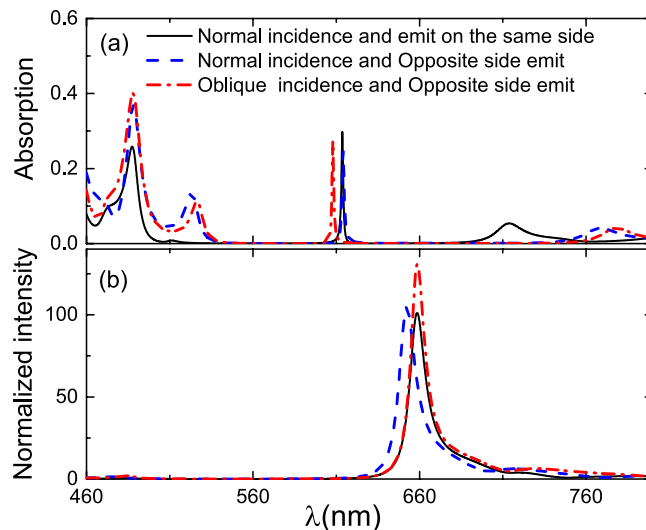 0.6
(a)
Normal incidence and emit on the same side
Normal incidence and Opposite side emit
Oblique incidence and Opposite side emit
0.4
0.2
0.0
Absorption
(b)
100
50
0
Normalized intensity
460
560
660
760
λ(nm)